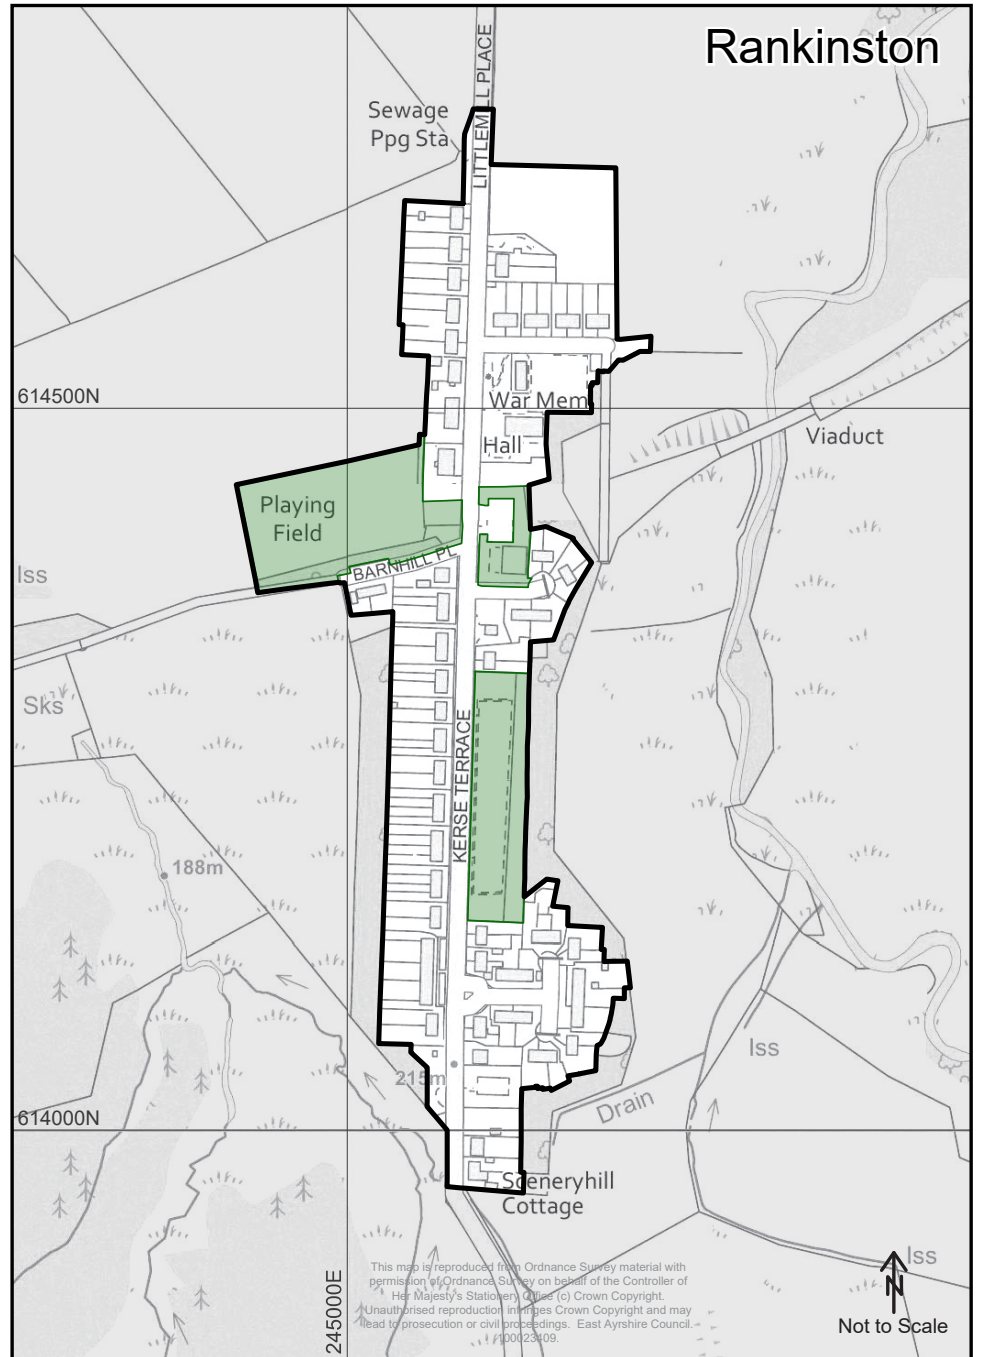 Rankinston
LITTLEMILL PLACE
Sewage
Ppg Sta
614500N
War Mem
Hall
Viaduct
Playing
Field
BARNHILL PL
Iss
Sks
KERSE TERRACE
188m
215m
Iss
Drain
614000N
Sceneryhill
Cottage
Iss
N
Not to Scale
245000E
This map is reproduced from Ordnance Survey material with
permission of Ordnance Survey on behalf of the Controller of
Her Majesty's Stationery Office (c) Crown Copyright.
Unauthorised reproduction infringes Crown Copyright and may
lead to prosecution or civil proceedings. East Ayrshire Council.
100023409.